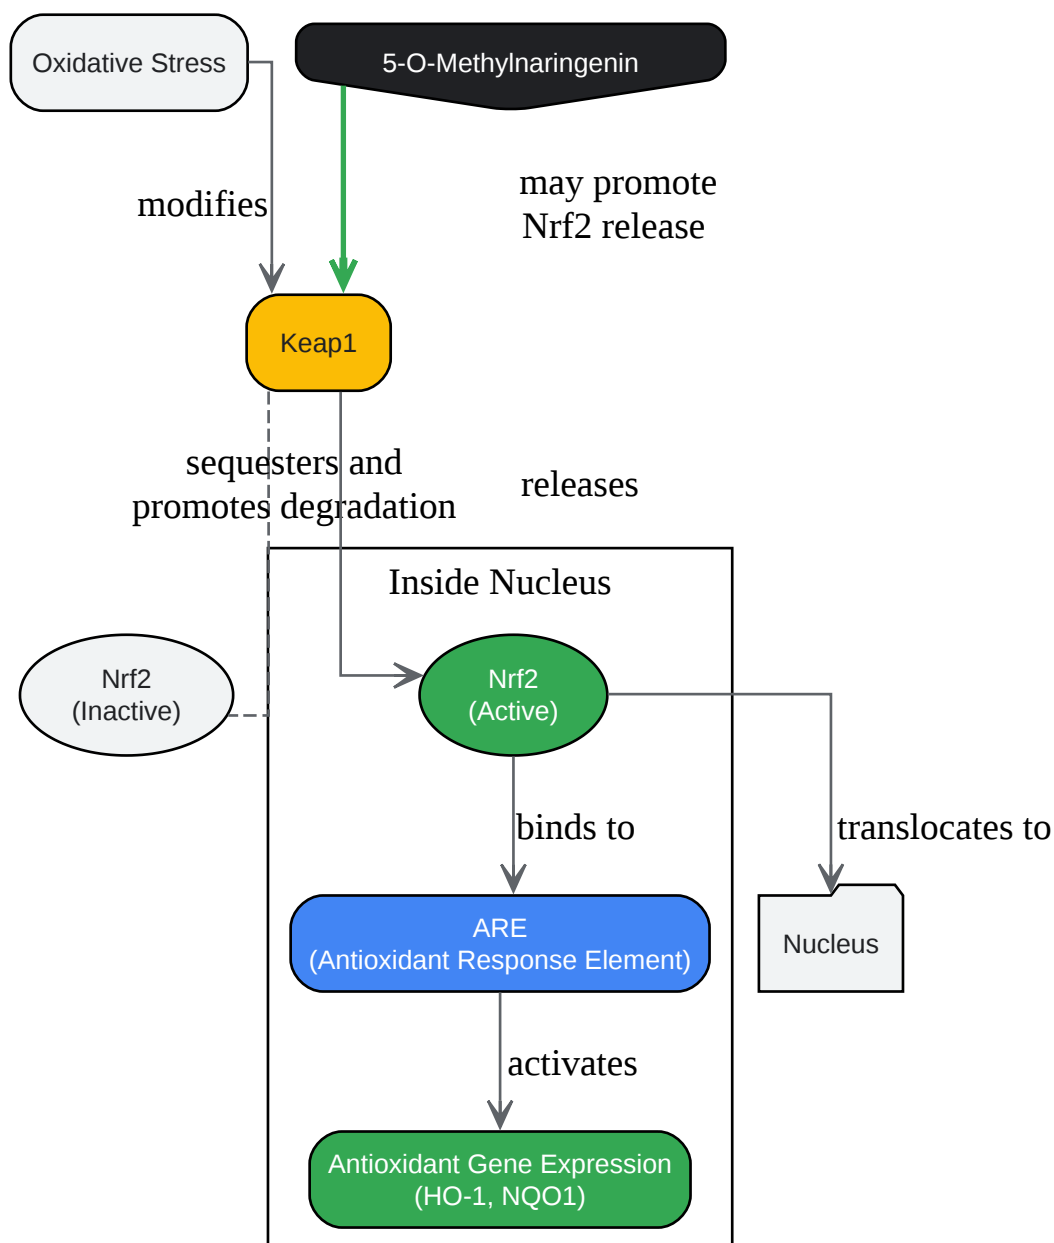 Oxidative Stress
5-O-Methylnaringenin
modifies
may promote
Nrf2 release
Keap1
sequesters and
promotes degradation
releases
Inside Nucleus
Nrf2
(Inactive)
Nrf2
(Active)
binds to
translocates to
ARE
(Antioxidant Response Element)
Nucleus
activates
Antioxidant Gene Expression
(HO-1, NQO1)